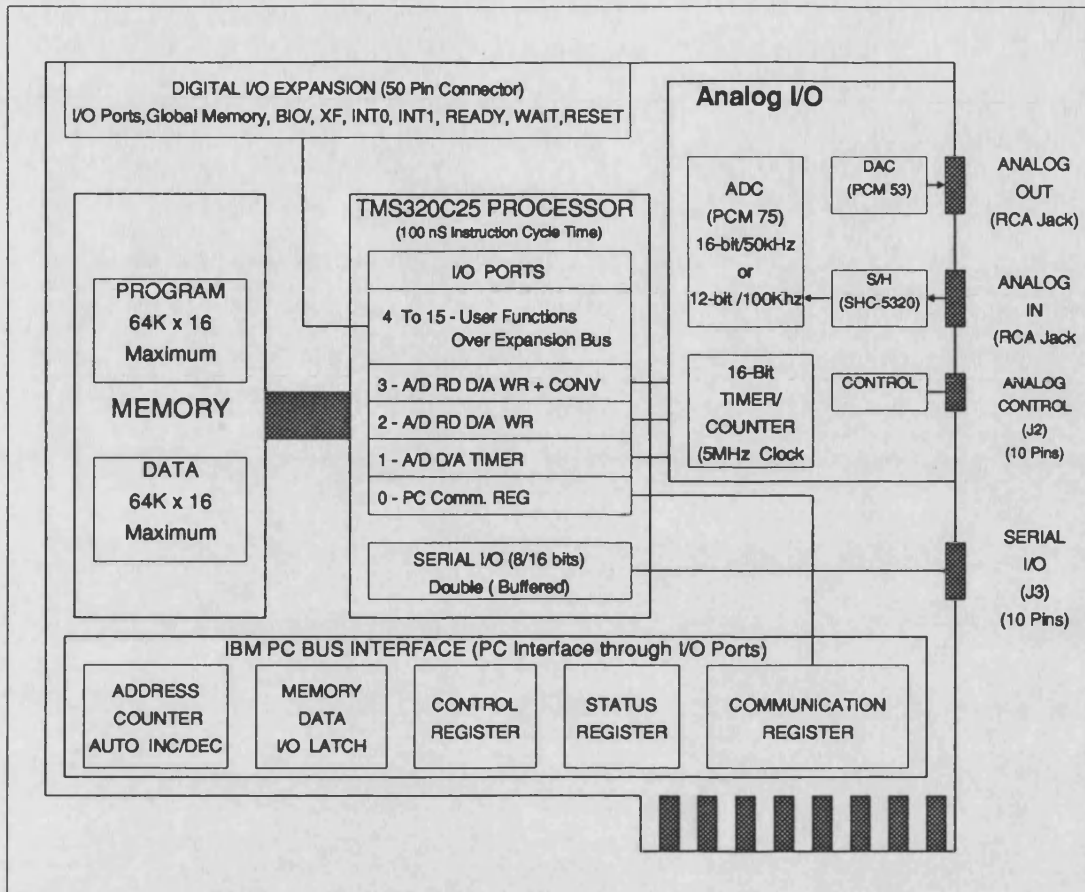 DIGITAL I/O EXPANSION (50 Pin Connector)
I/O Ports,Global Memory, BIO/, XF, INT0, INT1, READY, WAIT,RESET
Analog I/O
ADC
(PCM 75)
16-bit/50kHz
or
12-bit /100Khz
DAC
(PCM 53)
S/H
(SHC-5320)
16-Bit
TIMER/
COUNTER
(5MHz Clock
CONTROL
ANALOG
OUT
(RCA Jack)
ANALOG
IN
(RCA Jack
ANALOG
CONTROL
(J2)
(10 Pins)
SERIAL
I/O
(J3)
(10 Pins)
PROGRAM
64K x 16
Maximum
MEMORY
DATA
64K x 16
Maximum
TMS320C25 PROCESSOR
(100 nS Instruction Cycle Time)
I/O PORTS
4 To 15 - User Functions
Over Expansion Bus
3 - A/D RD D/A WR + CONV
2 - A/D RD D/A WR
1 - A/D D/A TIMER
0 - PC Comm. REG
SERIAL I/O (8/16 bits)
Double ( Buffered)
IBM PC BUS INTERFACE (PC Interface through I/O Ports)
ADDRESS
COUNTER
AUTO INC/DEC
MEMORY
DATA
I/O LATCH
CONTROL
REGISTER
STATUS
REGISTER
COMMUNICATION
REGISTER